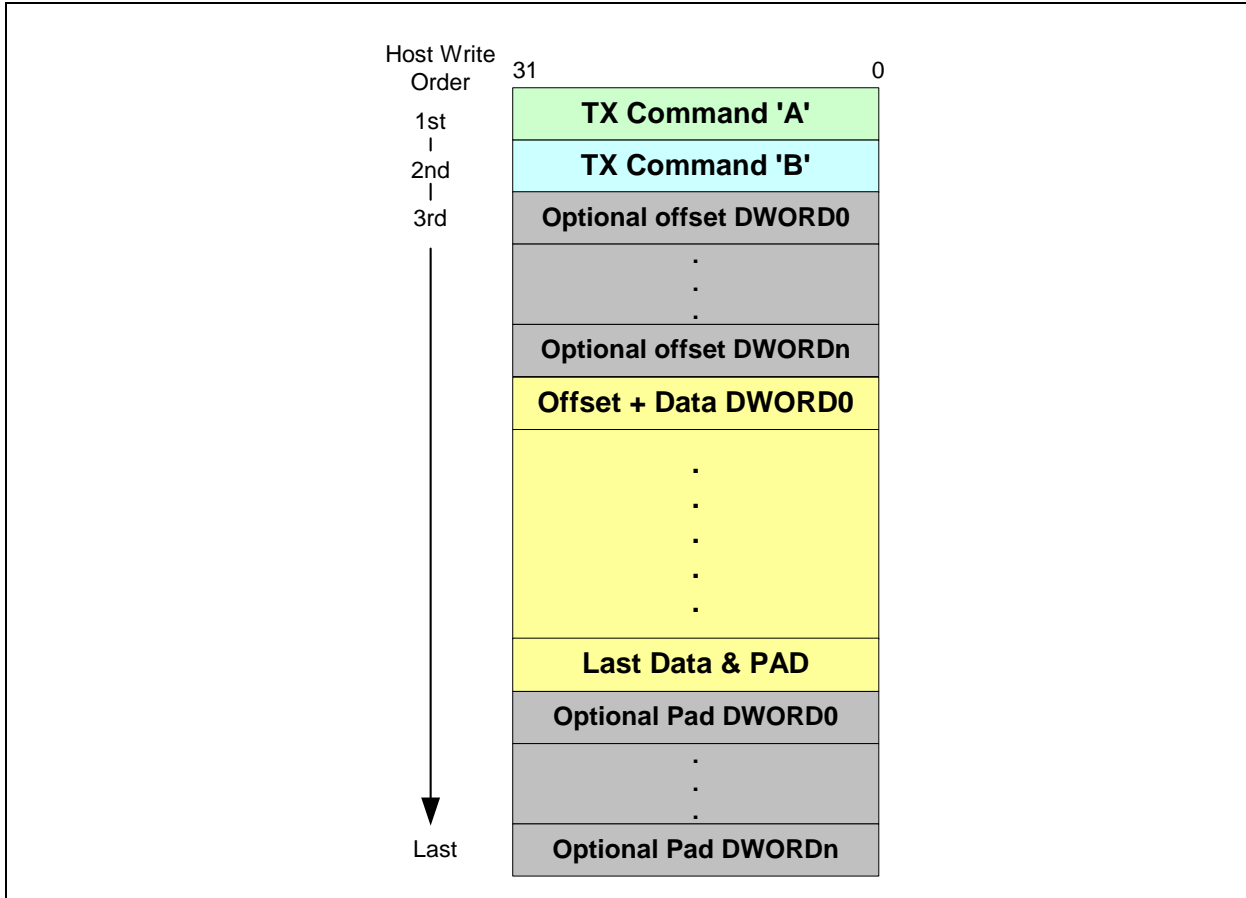 Host Write
Order
31
0
1st
TX Command 'A'
2nd
TX Command 'B'
3rd
Optional offset DWORD0
.
.
.
Optional offset DWORDn
Offset + Data DWORD0
.
.
.
.
.
Last Data & PAD
Optional Pad DWORD0
.
.
.
Last
Optional Pad DWORDn